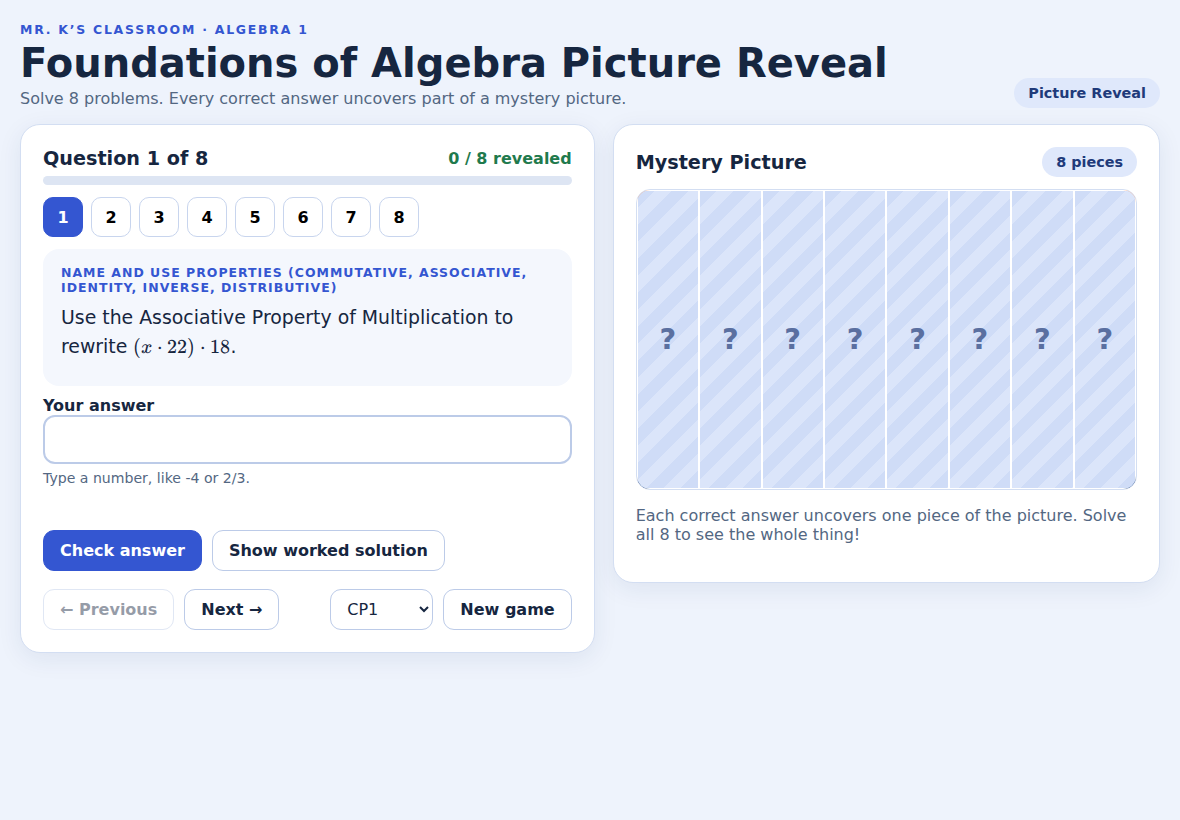 MR. K’S CLASSROOM · ALGEBRA 1
Foundations of Algebra Picture Reveal
Solve 8 problems. Every correct answer uncovers part of a mystery picture.
Picture Reveal
Question 1 of 8
0 / 8 revealed
1 2 3 4 5 6 7 8
NAME AND USE PROPERTIES (COMMUTATIVE, ASSOCIATIVE,
IDENTITY, INVERSE, DISTRIBUTIVE)
Use the Associative Property of Multiplication to
rewrite (x · 22) · 18.
Your answer
Type a number, like -4 or 2/3.
Check answer
Show worked solution
← Previous
Next →
CP1
New game
Mystery Picture
8 pieces
? ? ? ? ? ? ? ?
Each correct answer uncovers one piece of the picture. Solve
all 8 to see the whole thing!